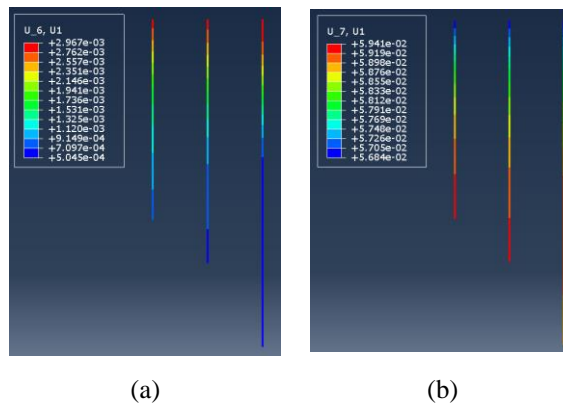 U_6, U1
+2.967e-03
+2.762e-03
+2.557e-03
+2.351e-03
+2.146e-03
+1.941e-03
+1.736e-03
+1.531e-03
+1.325e-03
+1.120e-03
+9.149e-04
+7.097e-04
+5.045e-04
U_7, U1
+5.941e-02
+5.919e-02
+5.898e-02
+5.876e-02
+5.855e-02
+5.833e-02
+5.812e-02
+5.791e-02
+5.769e-02
+5.748e-02
+5.726e-02
+5.705e-02
+5.684e-02
(a)
(b)